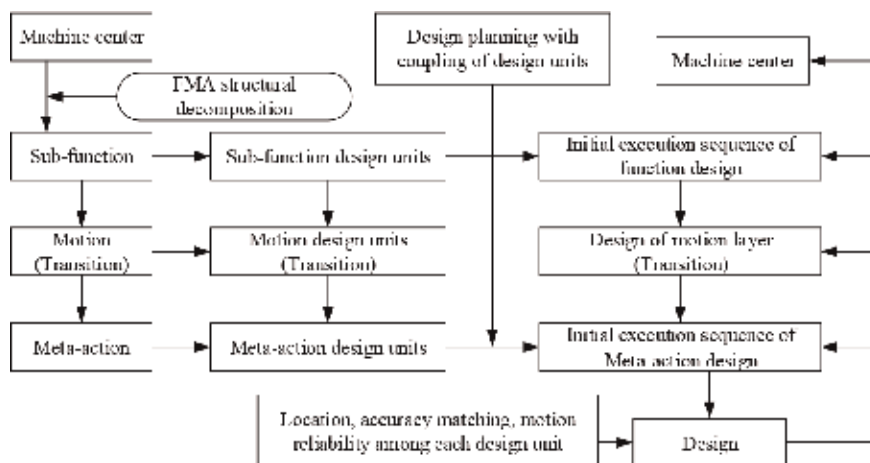 Machine center
Design planning with
coupling of design units
Machine center
FMA structural
decomposition
Sub-function
Sub-function design units
Initial execution sequence of
function design
Motion
(Transition)
Motion design units
(Transition)
Design of motion layer
(Transition)
Meta-action
Meta-action design units
Initial execution sequence of
Meta action design
Location, accuracy matching, motion
reliability among each design unit
Design